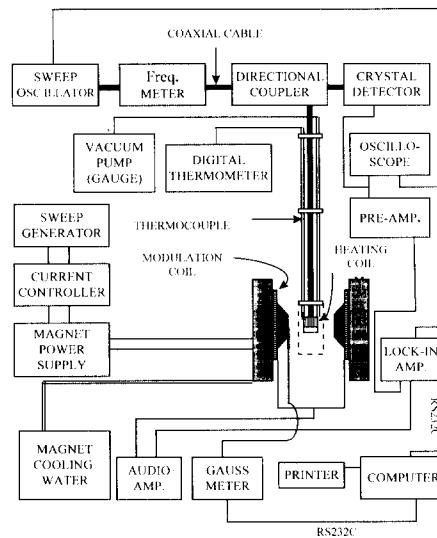 COAXIAL CABLE
SWEEP
OSCILLATOR
Freq.
METER
DIRECTIONAL
COUPLER
CRYSTAL
DETECTOR
VACUUM
PUMP
(GAUGE)
DIGITAL
THERMOMETER
OSCILLO-
SCOPE
SWEEP
GENERATOR
THERMOCOUPLE
PRE-AMP.
MODULATION
COIL
HEATING
COIL
CURRENT
CONTROLLER
MAGNET
POWER
SUPPLY
LOCK-IN
AMP.
RS232C
MAGNET
COOLING
WATER
AUDIO
AMP.
GAUSS
METER
PRINTER
COMPUTER
RS232C